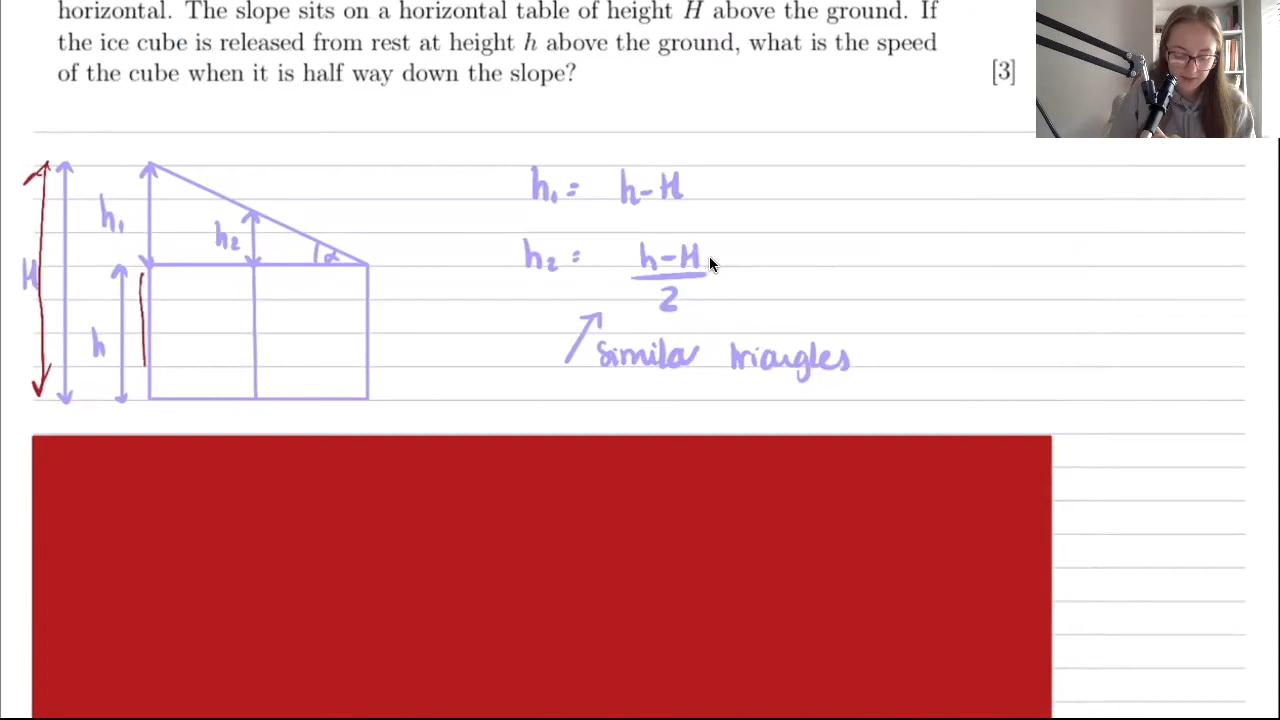 horizontal. The slope sits on a horizontal table of height H above the ground. If
the ice cube is released from rest at height h above the ground, what is the speed
of the cube when it is half way down the slope?
[3]
h₁ = h-H
h₁
h₂
α
h₂ = h-H
2
H
h
similar triangles